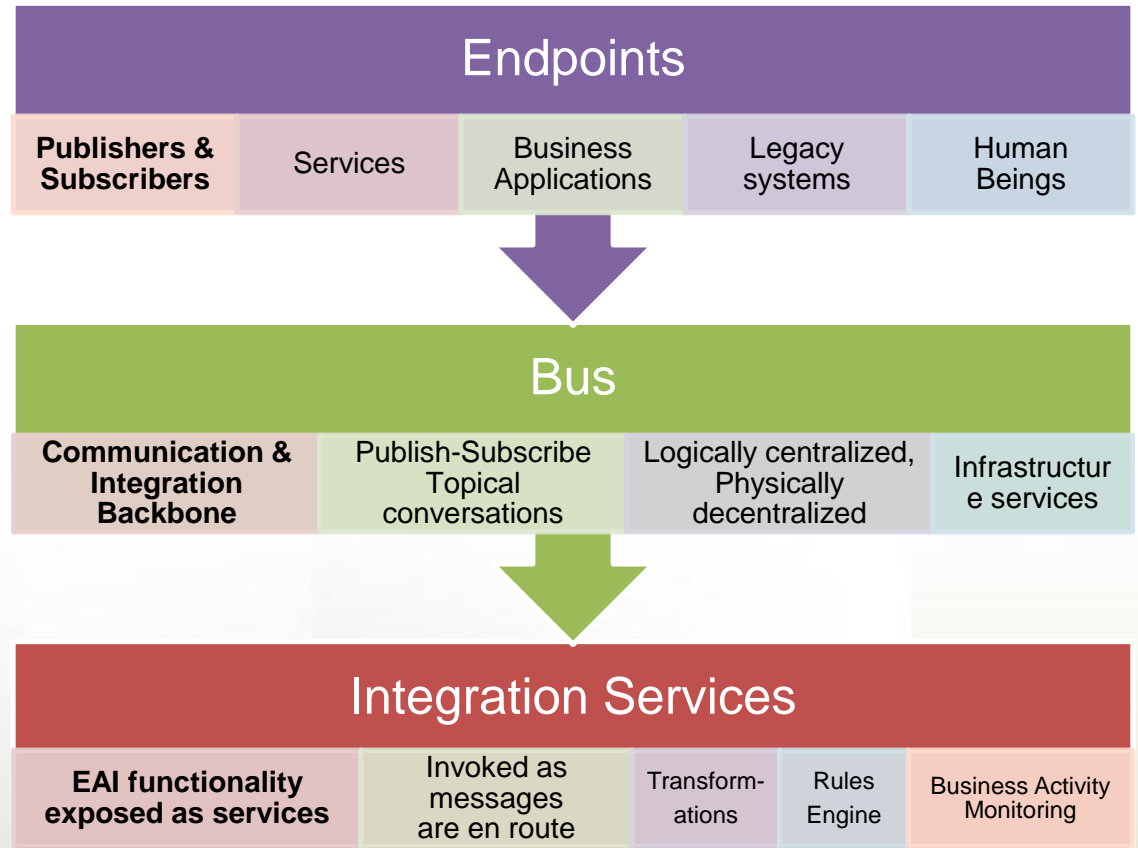 Endpoints
Publishers &
Subscribers
Services
Business
Applications
Legacy
systems
Human
Beings
Bus
Communication &
Integration
Backbone
Publish-Subscribe
Topical
conversations
Logically centralized,
Physically
decentralized
Infrastructur
e services
Integration Services
EAI functionality
exposed as services
Invoked as
messages
are en route
Transform-
ations
Rules
Engine
Business Activity
Monitoring